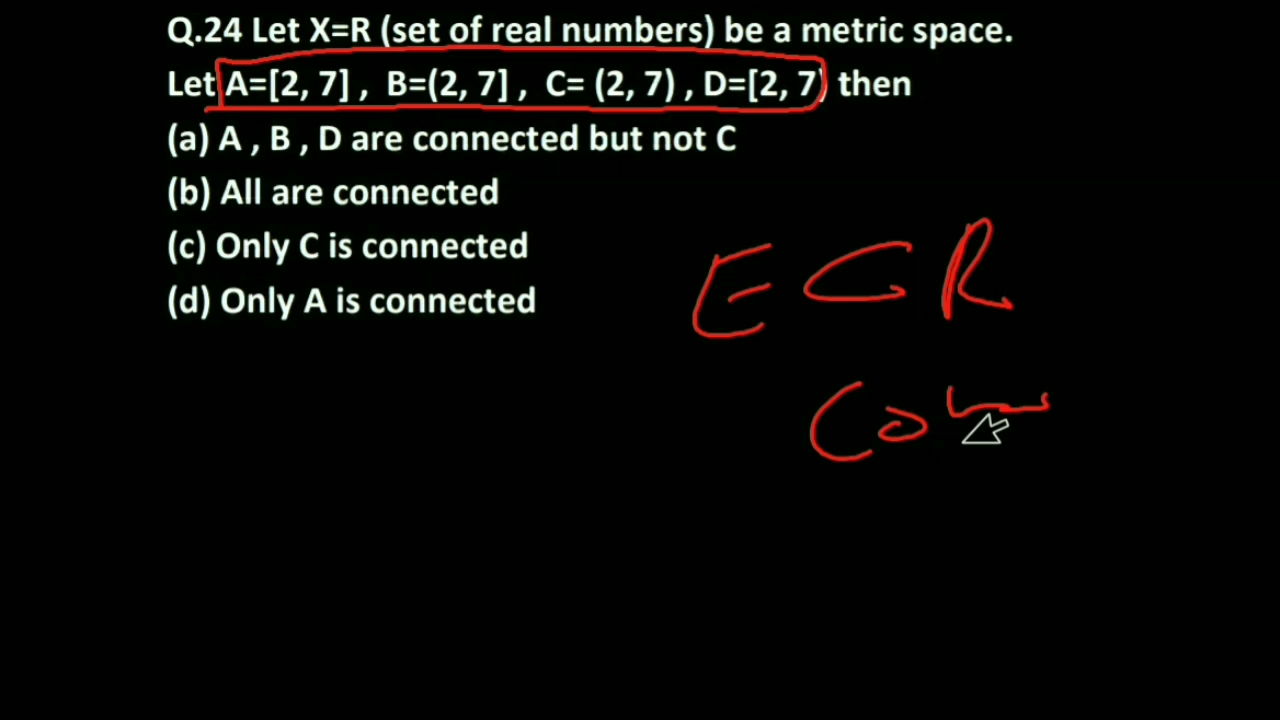 Q.24 Let X=R (set of real numbers) be a metric space.
Let A=[2, 7] , B=(2, 7] , C= (2, 7) , D=[2, 7) then
(a) A , B , D are connected but not C
(b) All are connected
(c) Only C is connected
(d) Only A is connected
E ⊂ R